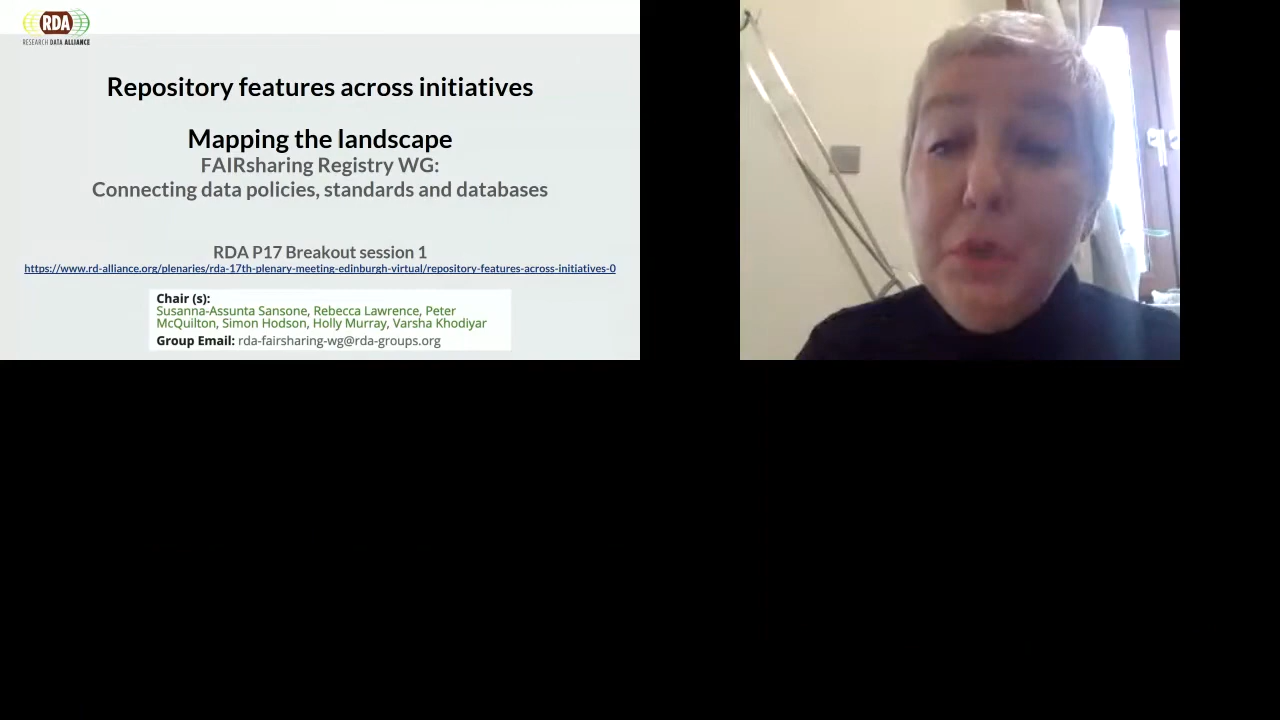 RDA
RESEARCH DATA ALLIANCE
Repository features across initiatives
Mapping the landscape
FAIRsharing Registry WG:
Connecting data policies, standards and databases
RDA P17 Breakout session 1
https://www.rd-alliance.org/plenaries/rda-17th-plenary-meeting-edinburgh-virtual/repository-features-across-initiatives-0
Chair (s):
Susanna-Assunta Sansone, Rebecca Lawrence, Peter
McQuilton, Simon Hodson, Holly Murray, Varsha Khodiyar
Group Email: rda-fairsharing-wg@rda-groups.org